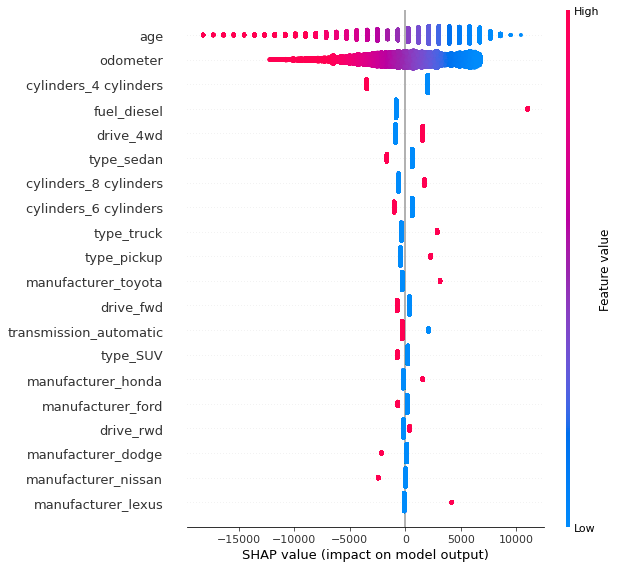 High
age
odometer
cylinders_4 cylinders
fuel_diesel
drive_4wd
type_sedan
cylinders_8 cylinders
cylinders_6 cylinders
type_truck
type_pickup
manufacturer_toyota
drive_fwd
transmission_automatic
type_SUV
manufacturer_honda
manufacturer_ford
drive_rwd
manufacturer_dodge
manufacturer_nissan
manufacturer_lexus
Feature value
Low
−15000 −10000 −5000 0 5000 10000
SHAP value (impact on model output)